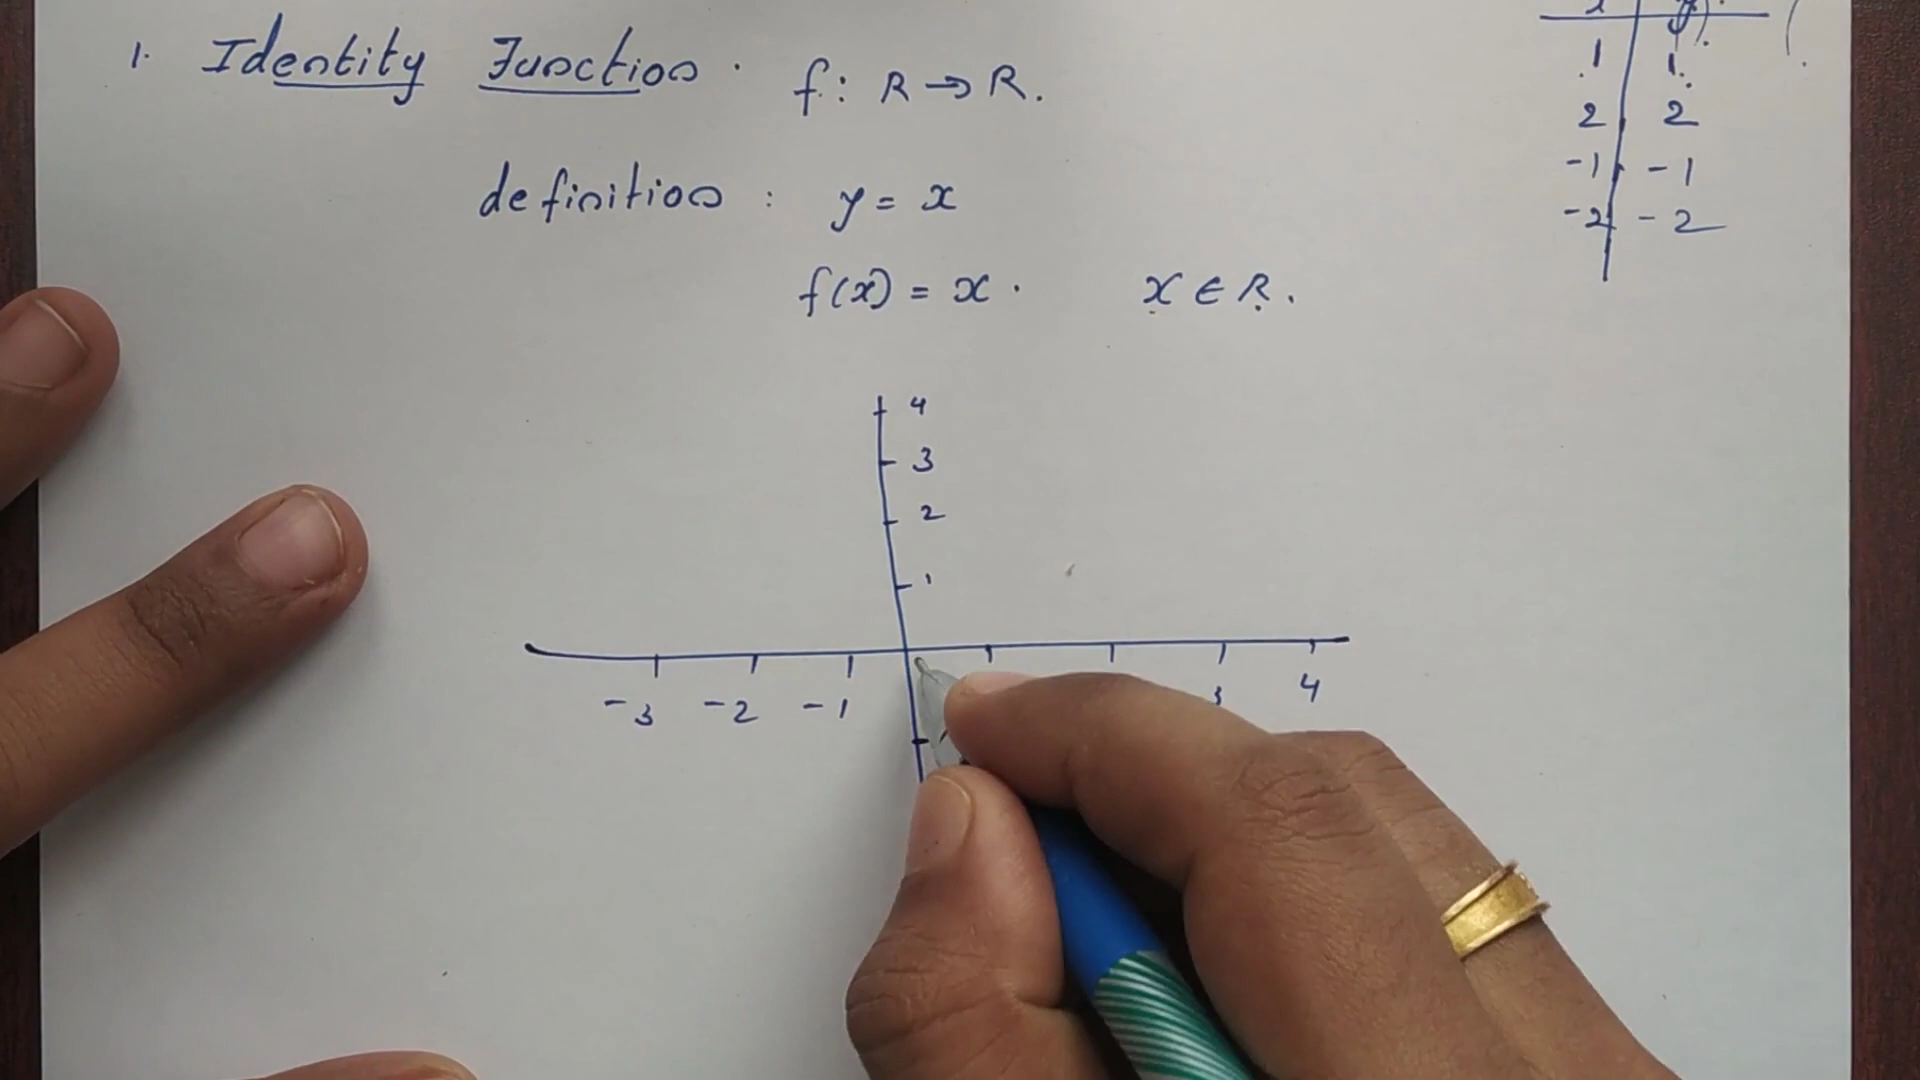 1. Identity Function. f: R → R.
definition : y = x
f(x) = x . x ∈ R.
x y
1 1
2 2
-1 -1
-2 -2
4
3
2
1
-3 -2 -1 3 4